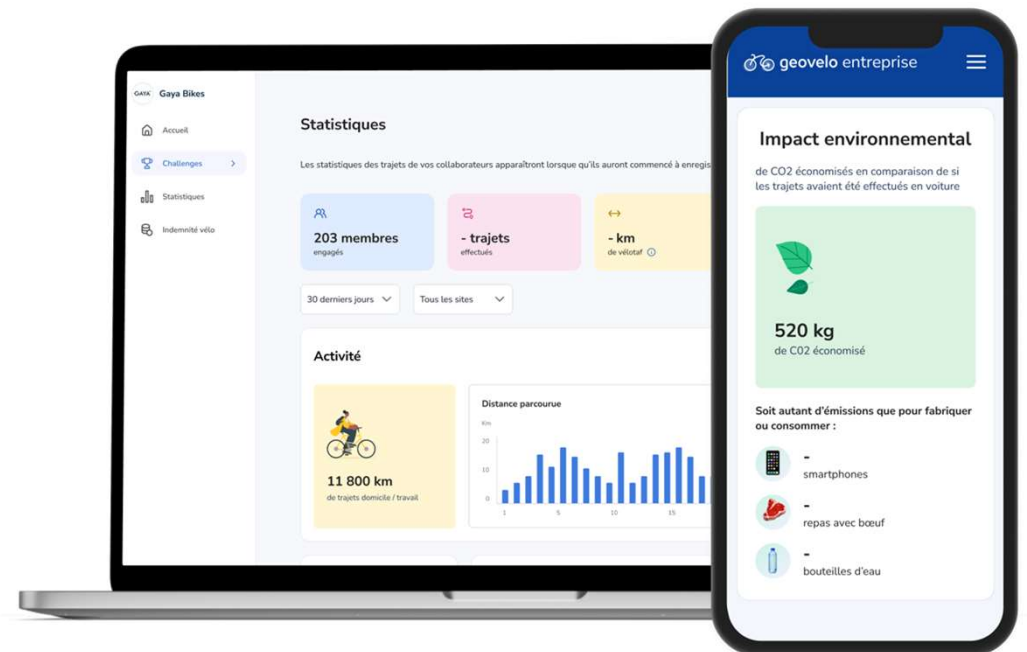 GAYA
Gaya Bikes
Accueil
Challenges
Statistiques
Indemnité vélo
Statistiques
Les statistiques des trajets de vos collaborateurs apparaîtront lorsque qu'ils auront commencé à enregis
203 membres
engagés
- trajets
effectués
- km
de vélotaf
30 derniers jours
Tous les sites
Activité
11 800 km
de trajets domicile / travail
Distance parcourue
Km
20
10
0
1 5 10 15
geovelo entreprise
Impact environnemental
de CO2 économisés en comparaison de si
les trajets avaient été effectués en voiture
520 kg
de C02 économisé
Soit autant d'émissions que pour fabriquer
ou consommer :
-
smartphones
-
repas avec bœuf
-
bouteilles d'eau